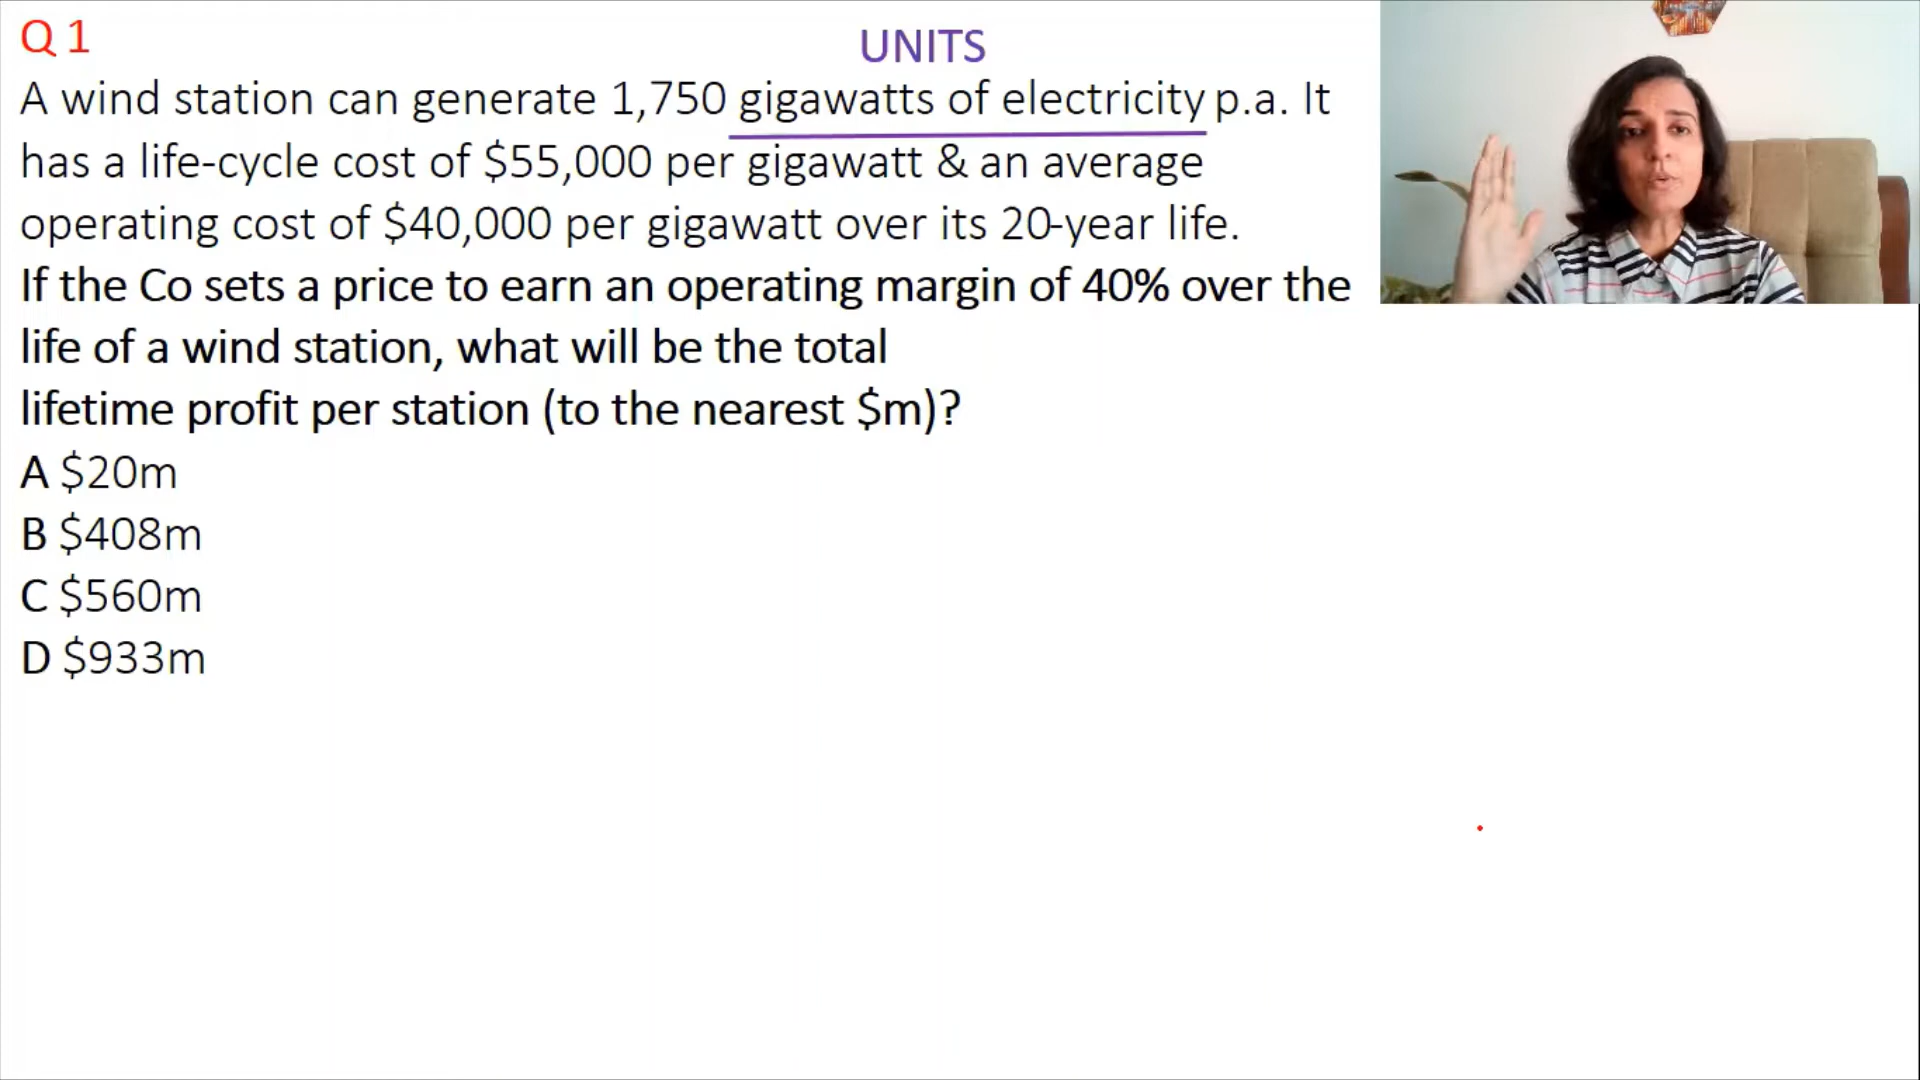 Q 1
UNITS
A wind station can generate 1,750 gigawatts of electricity p.a. It
has a life-cycle cost of $55,000 per gigawatt & an average
operating cost of $40,000 per gigawatt over its 20-year life.
If the Co sets a price to earn an operating margin of 40% over the
life of a wind station, what will be the total
lifetime profit per station (to the nearest $m)?
A $20m
B $408m
C $560m
D $933m